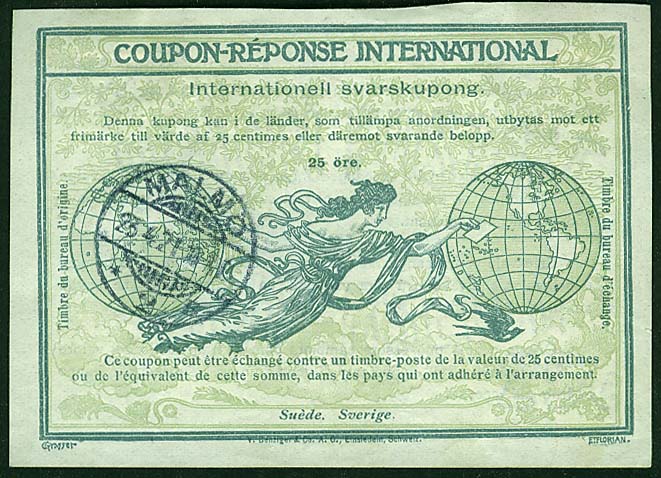 COUPON-RÉPONSE INTERNATIONAL
Internationell svarskupong.
Denna kupong kan i de länder, som tillämpa anordningen, utbytas mot ett
frimärke till värde af 25 centimes eller däremot svarande belopp.
25 öre.
Timbre du bureau d'origine.
MALMÖ
Timbre du bureau d'échange.
Ce coupon peut être échangé contre un timbre-poste de la valeur de 25 centimes
ou de l'équivalent de cette somme, dans les pays qui ont adhéré à l'arrangement.
Suède. Sverige.
Grasset
V. Benziger & Co. A. G., Einsiedeln, Schweiz.
E. FLORIAN.